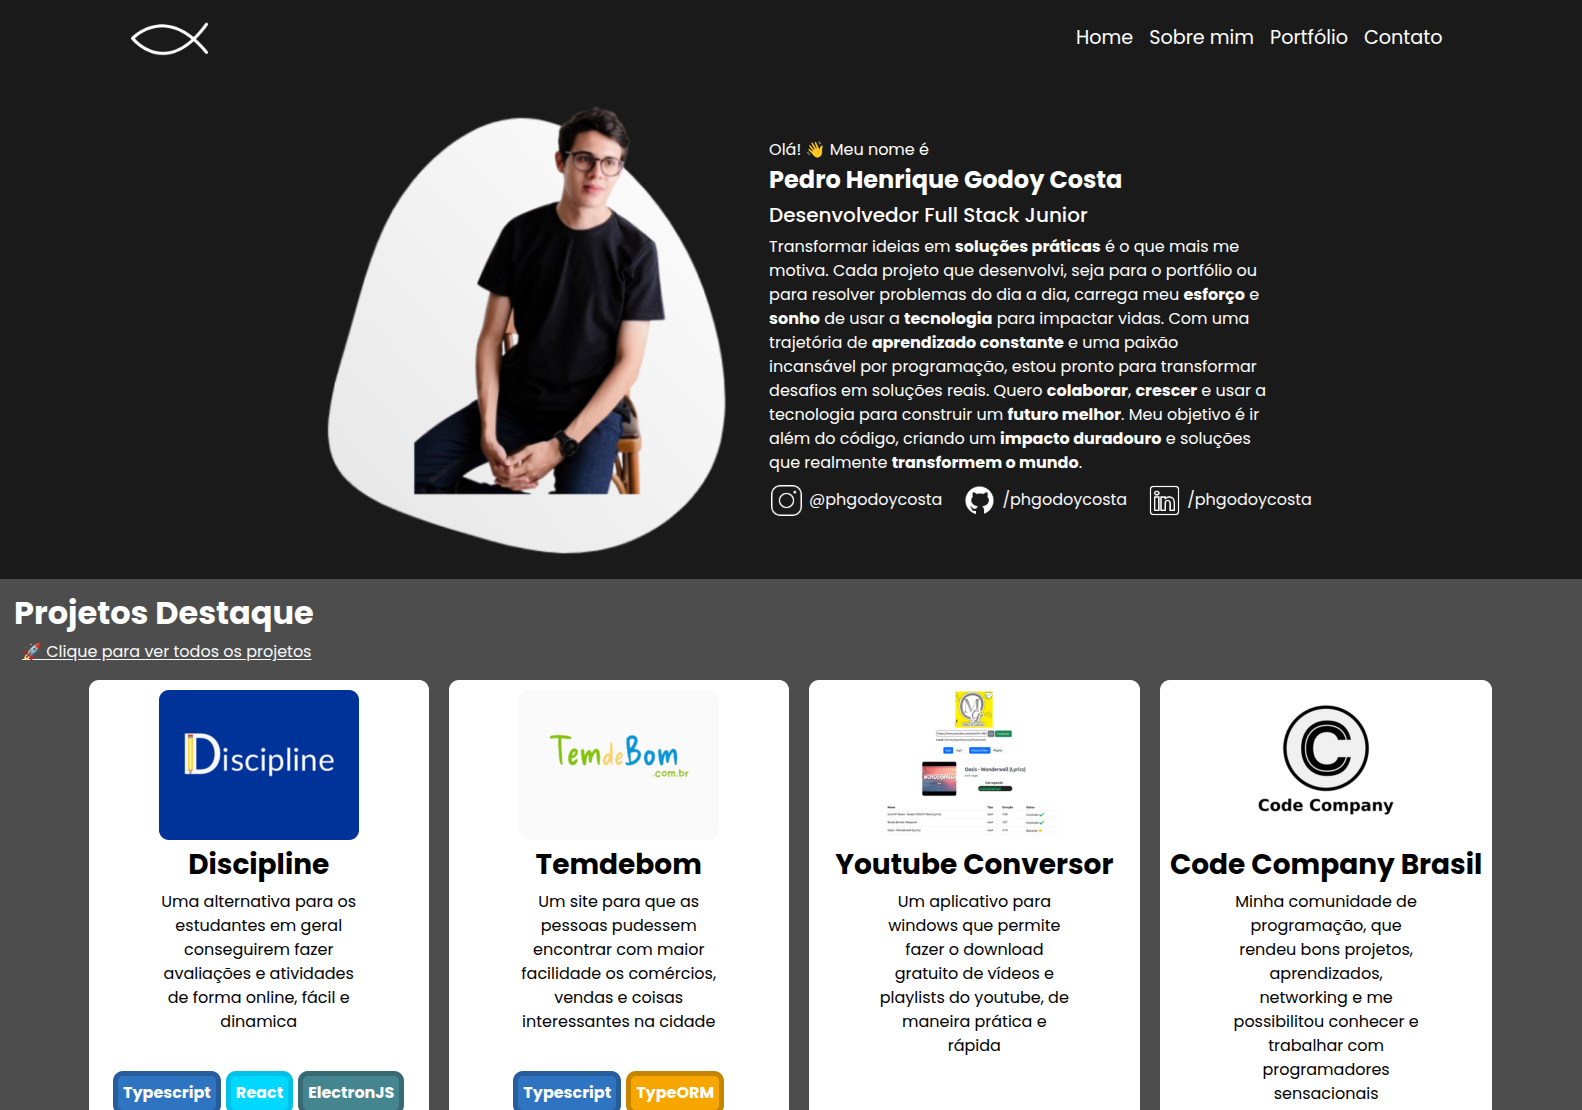 Home Sobre mim Portfólio Contato
Olá! 👋 Meu nome é
Pedro Henrique Godoy Costa
Desenvolvedor Full Stack Junior
Transformar ideias em soluções práticas é o que mais me
motiva. Cada projeto que desenvolvi, seja para o portfólio ou
para resolver problemas do dia a dia, carrega meu esforço e
sonho de usar a tecnologia para impactar vidas. Com uma
trajetória de aprendizado constante e uma paixão
incansável por programação, estou pronto para transformar
desafios em soluções reais. Quero colaborar, crescer e usar a
tecnologia para construir um futuro melhor. Meu objetivo é ir
além do código, criando um impacto duradouro e soluções
que realmente transformem o mundo.
@phgodoycosta /phgodoycosta /phgodoycosta
Projetos Destaque
🚀 Clique para ver todos os projetos
Discipline
Discipline
Uma alternativa para os
estudantes em geral
conseguirem fazer
avaliações e atividades
de forma online, fácil e
dinamica
Typescript React ElectronJS
TemdeBom
.com.br
Temdebom
Um site para que as
pessoas pudessem
encontrar com maior
facilidade os comércios,
vendas e coisas
interessantes na cidade
Typescript TypeORM
Oasis - Wonderwall (Lyrics)
Youtube Conversor
Um aplicativo para
windows que permite
fazer o download
gratuito de vídeos e
playlists do youtube, de
maneira prática e
rápida
Code Company
Code Company Brasil
Minha comunidade de
programação, que
rendeu bons projetos,
aprendizados,
networking e me
possibilitou conhecer e
trabalhar com
programadores
sensacionais